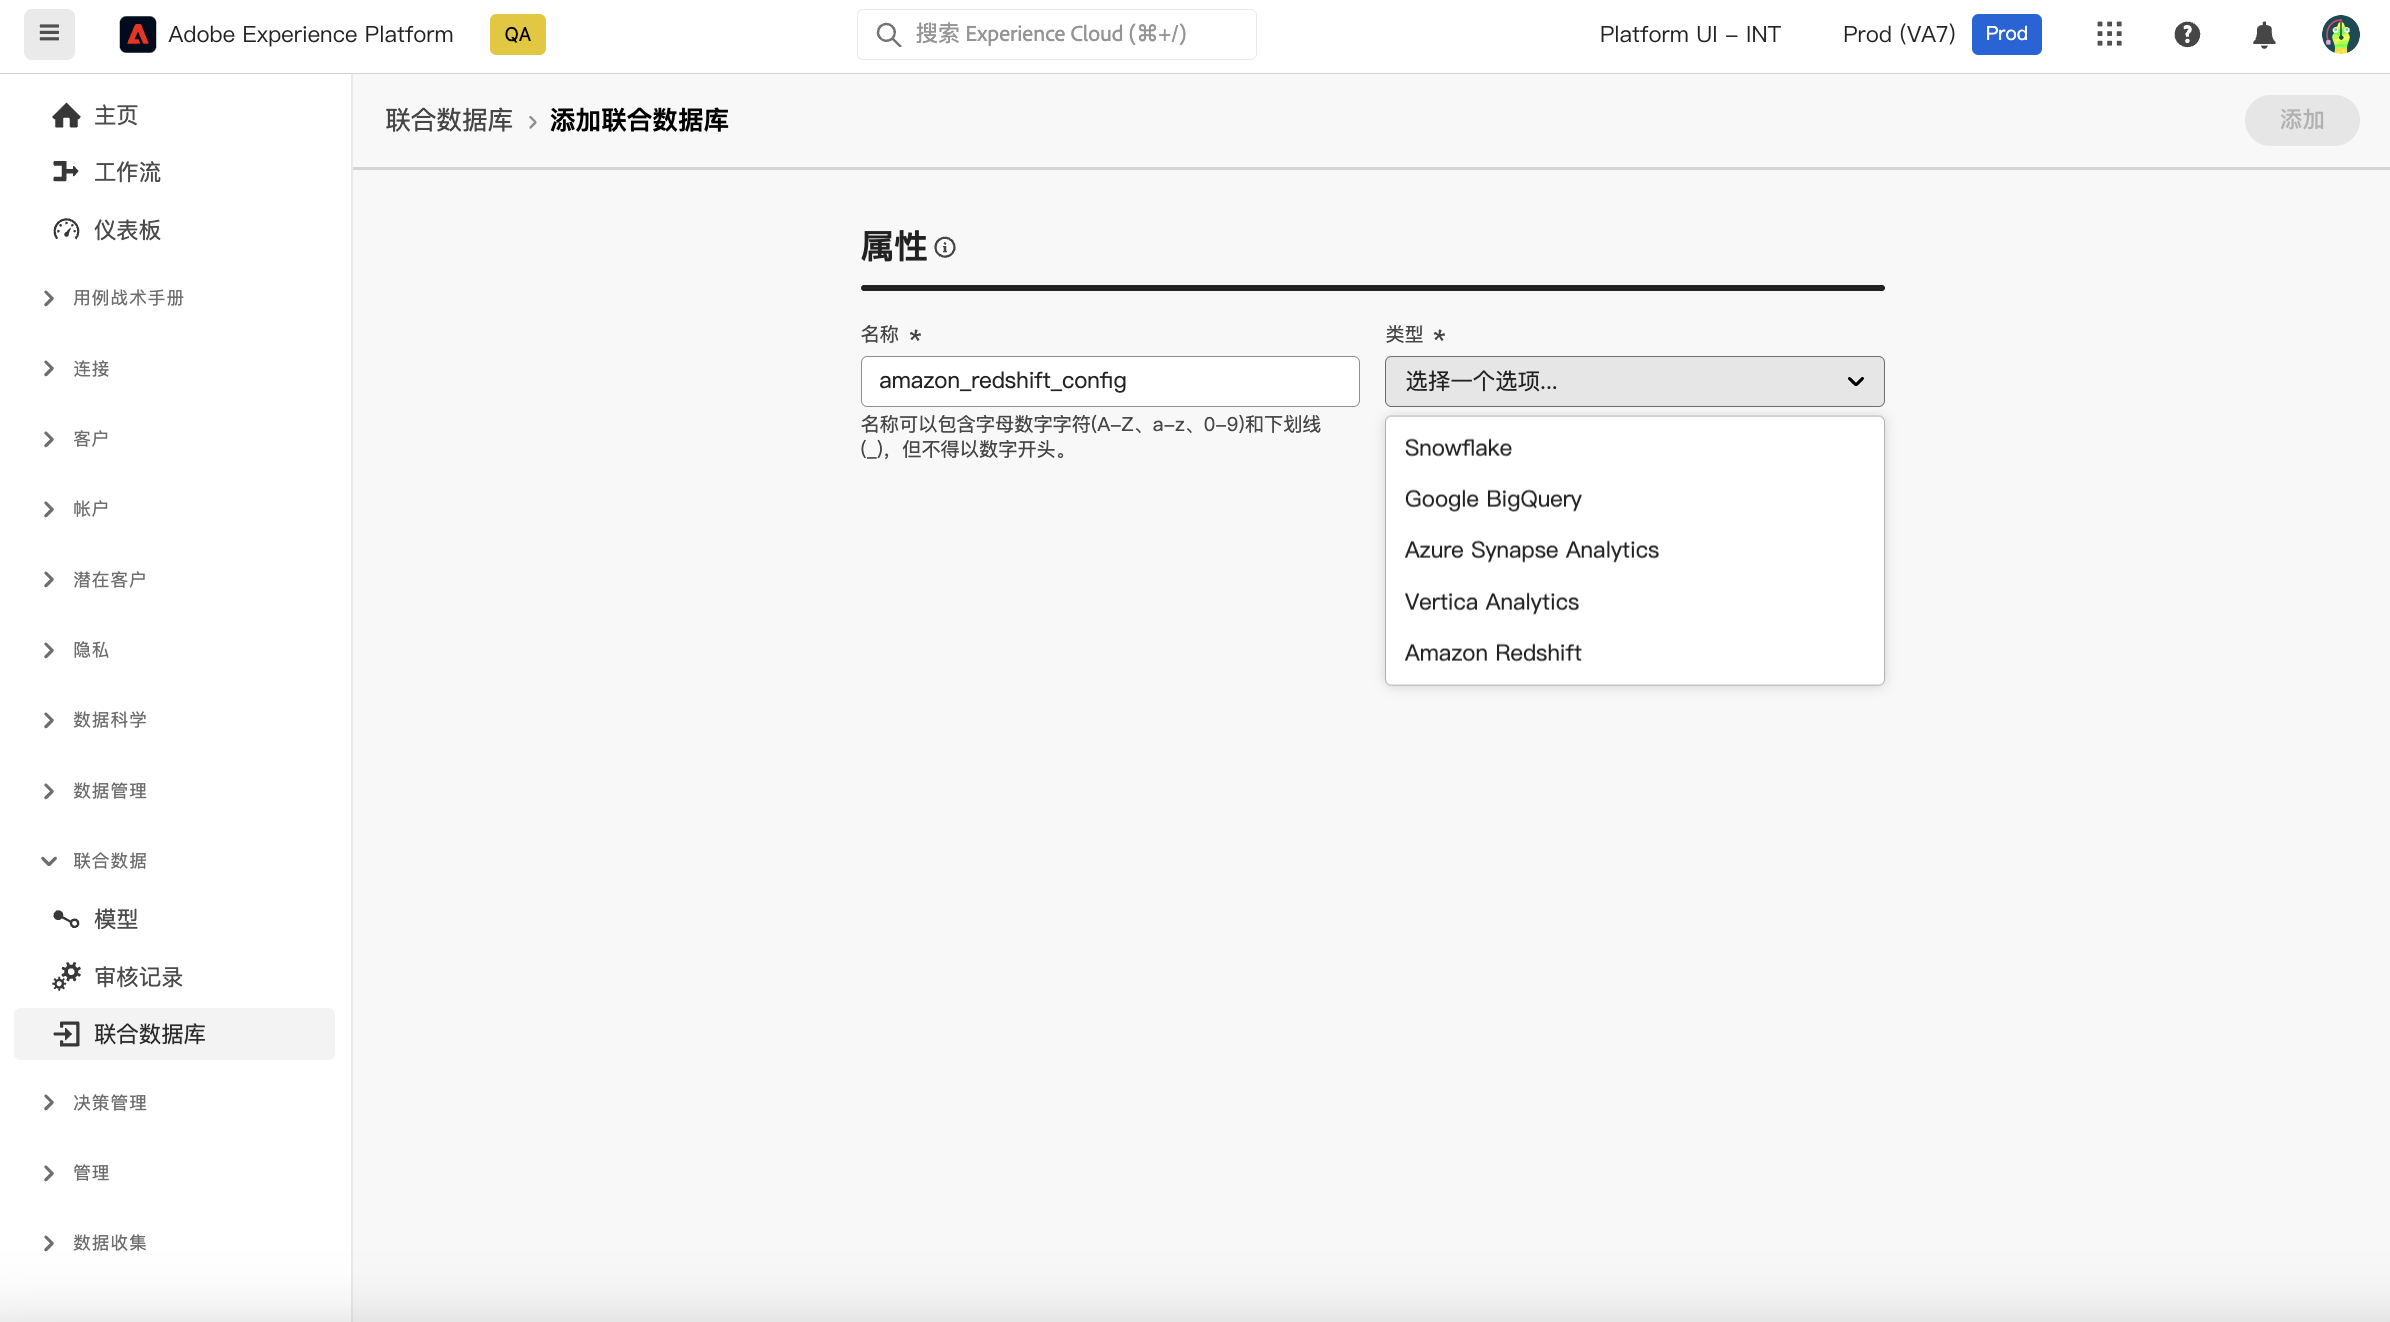 Adobe Experience Platform
QA
搜索 Experience Cloud (⌘+/)
Platform UI – INT
Prod (VA7)
Prod
主页
工作流
仪表板
用例战术手册
连接
客户
帐户
潜在客户
隐私
数据科学
数据管理
联合数据
模型
审核记录
联合数据库
决策管理
管理
数据收集
联合数据库 › 添加联合数据库
添加
属性
名称 *
amazon_redshift_config
名称可以包含字母数字字符(A–Z、a–z、0–9)和下划线
(_)，但不得以数字开头。
类型 *
选择一个选项...
Snowflake
Google BigQuery
Azure Synapse Analytics
Vertica Analytics
Amazon Redshift